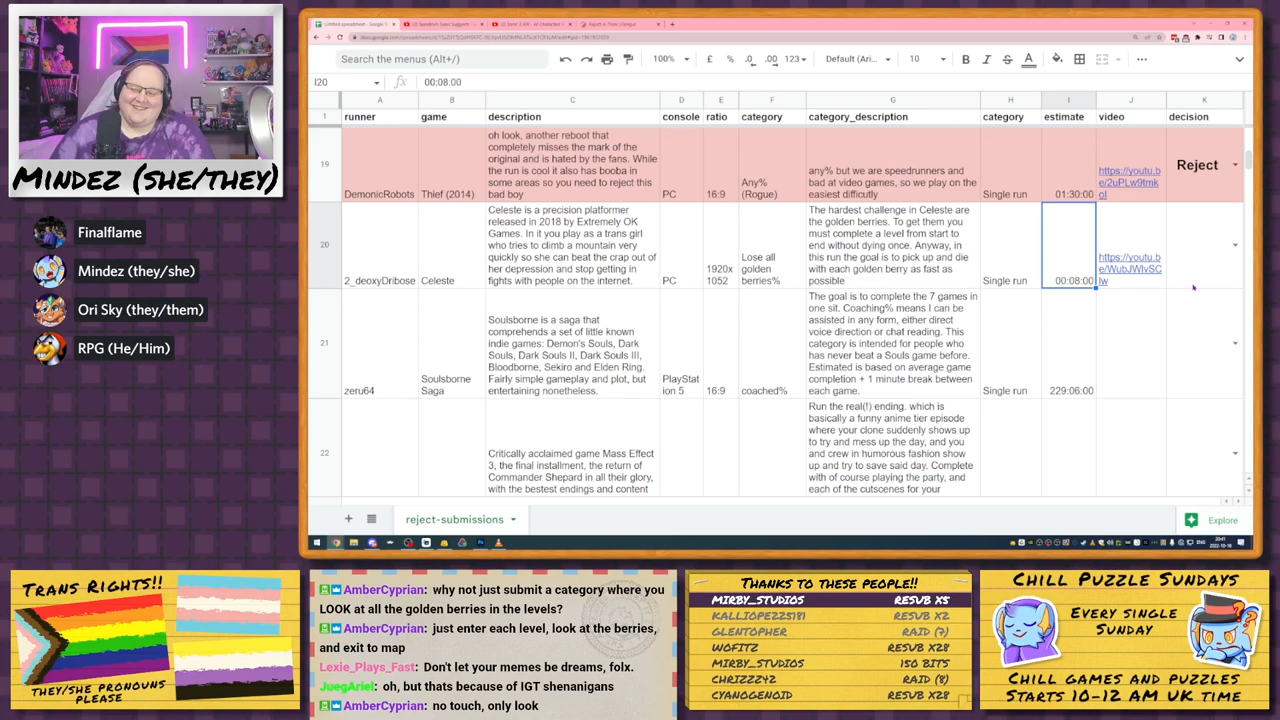 MINDEZ (SHE/THEY)
Finalflame
Mindez (they/she)
Ori Sky (they/them)
RPG (He/Him)
Search the menus (Alt+/)
100%
£
%
.0
.00
123
Default (Ari...
10
B
I
S
A
I20
fx
00:08:00
A
B
C
D
E
F
G
H
I
J
K
1
runner
game
description
console
ratio
category
category_description
category
estimate
video
decision
19
DemonicRobots
Thief (2014)
oh look, another reboot that
completely misses the mark of the
original and is hated by the fans. While
the run is cool it also has booba in
some areas so you need to reject this
bad boy
PC
16:9
Any%
(Rogue)
any% but we are speedrunners and
bad at video games, so we play on the
easiest difficutly
Single run
01:30:00
https://youtu.b
e/2uPLw9tmk
oI
Reject
20
2_deoxyDribose
Celeste
Celeste is a precision platformer
released in 2018 by Extremely OK
Games. In it you play as a trans girl
who tries to climb a mountain very
quickly so she can beat the crap out of
her depression and stop getting in
fights with people on the internet.
PC
1920x
1052
Lose all
golden
berries%
The hardest challenge in Celeste are
the golden berries. To get them you
must complete a level from start to
end without dying once. Anyway, in
this run the goal is to pick up and die
with each golden berry as fast as
possible
Single run
00:08:00
https://youtu.b
e/WubJWlvSC
lw
21
zeru64
Soulsborne
Saga
Soulsborne is a saga that
comprehends a set of little known
indie games: Demon's Souls, Dark
Souls, Dark Souls II, Dark Souls III,
Bloodborne, Sekiro and Elden Ring.
Fairly simple gameplay and plot, but
entertaining nonetheless.
PlayStat
ion 5
16:9
coached%
The goal is to complete the 7 games in
one sit. Coaching% means I can be
assisted in any form, either direct
voice direction or chat reading. This
category is intended for people who
has never beat a Souls game before.
Estimated is based on average game
completion + 1 minute break between
each game.
Single run
229:06:00
22
Critically acclaimed game Mass Effect
3, the final installment, the return of
Commander Shepard in all their glory,
with the bestest endings and content
Run the real(!) ending. which is
basically a funny anime tier episode
where your clone suddenly shows up
to try and mess up the day, and you
and crew in humorous fashion show
up and try to save said day. Complete
with of course playing the party, and
each of the cutscenes for your
reject-submissions
Explore
20:41
2022-10-16
TRANS RIGHTS!!
THEY/SHE PRONOUNS
PLEASE
AmberCyprian: why not just submit a category where you
LOOK at all the golden berries in the levels?
AmberCyprian: just enter each level, look at the berries,
and exit to map
Lexie_Plays_Fast: Don't let your memes be dreams, folx.
JuegAriel: oh, but thats because of IGT shenanigans
AmberCyprian: no touch, only look
THANKS TO THESE PEOPLE!!
MIRBY_STUDIOS RESUB X5
KALLIOPEZ5181 RESUB X2
GLENTOPHER RAID (7)
WOFITZ RESUB X28
MIRBY_STUDIOS 150 BITS
CHRIZZZ42 RAID (8)
CYANOGENOID RESUB X28
CHILL PUZZLE SUNDAYS
EVERY SINGLE
SUNDAY
CHILL GAMES AND PUZZLES
STARTS 10-12 AM UK TIME